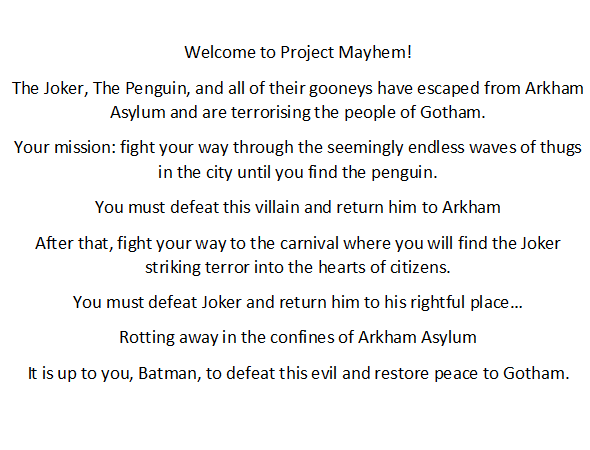 Welcome to Project Mayhem!
The Joker, The Penguin, and all of their gooneys have escaped from Arkham
Asylum and are terrorising the people of Gotham.
Your mission: fight your way through the seemingly endless waves of thugs
in the city until you find the penguin.
You must defeat this villain and return him to Arkham
After that, fight your way to the carnival where you will find the Joker
striking terror into the hearts of citizens.
You must defeat Joker and return him to his rightful place...
Rotting away in the confines of Arkham Asylum
It is up to you, Batman, to defeat this evil and restore peace to Gotham.